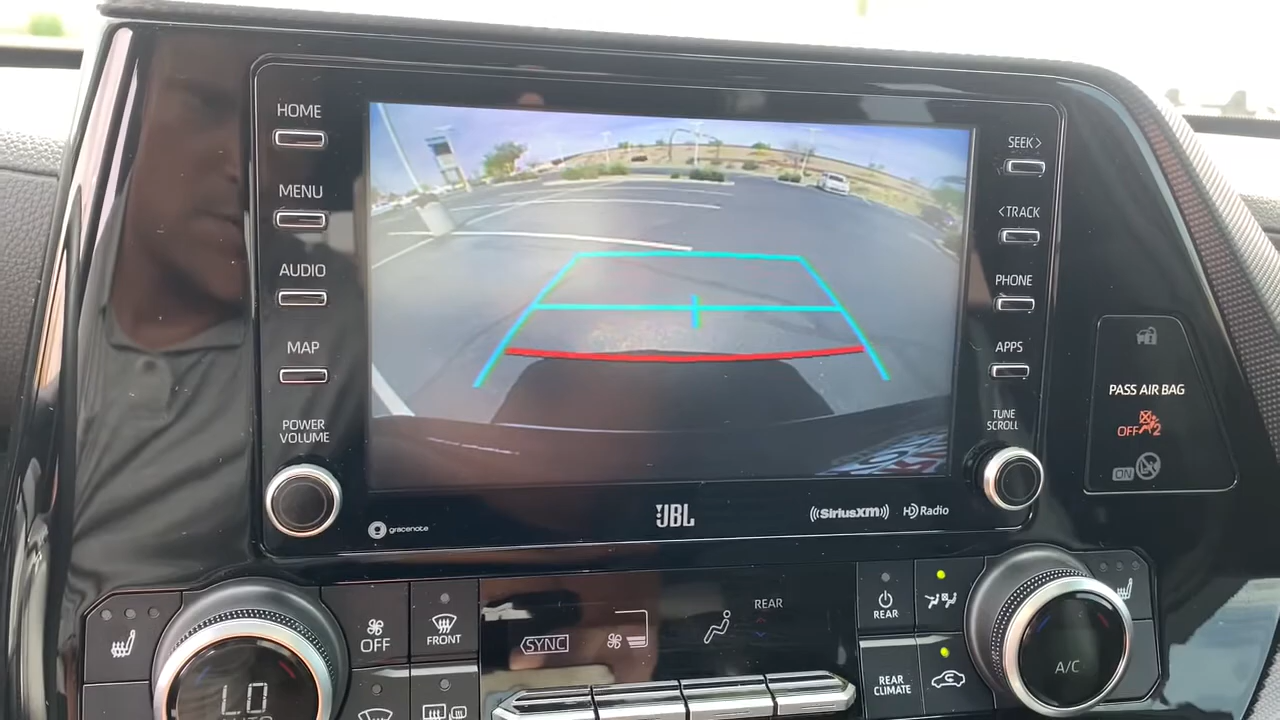 HOME
MENU
AUDIO
MAP
POWER
VOLUME
SEEK>
<TRACK
PHONE
APPS
TUNE
SCROLL
gracenote
JBL
((SiriusXM))
HD Radio
PASS AIR BAG
OFF 2
ON
OFF
FRONT
SYNC
REAR
REAR
REAR
CLIMATE
LO
A/C